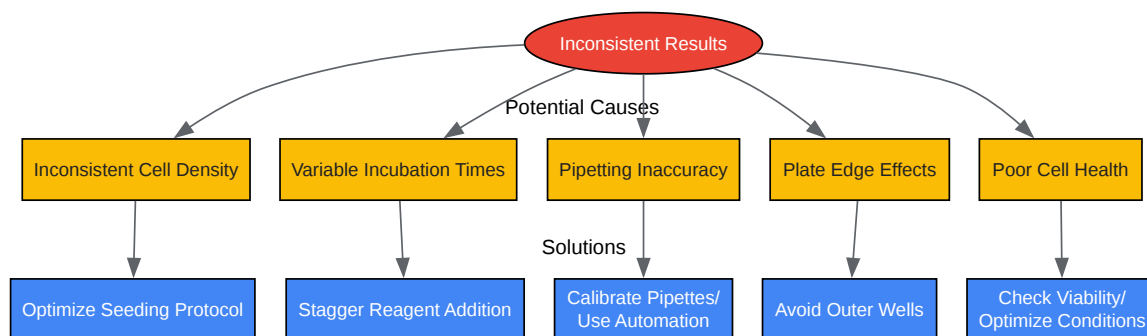 Inconsistent Results
Potential Causes
Inconsistent Cell Density
Variable Incubation Times
Pipetting Inaccuracy
Plate Edge Effects
Poor Cell Health
Solutions
Optimize Seeding Protocol
Stagger Reagent Addition
Calibrate Pipettes/
Use Automation
Avoid Outer Wells
Check Viability/
Optimize Conditions